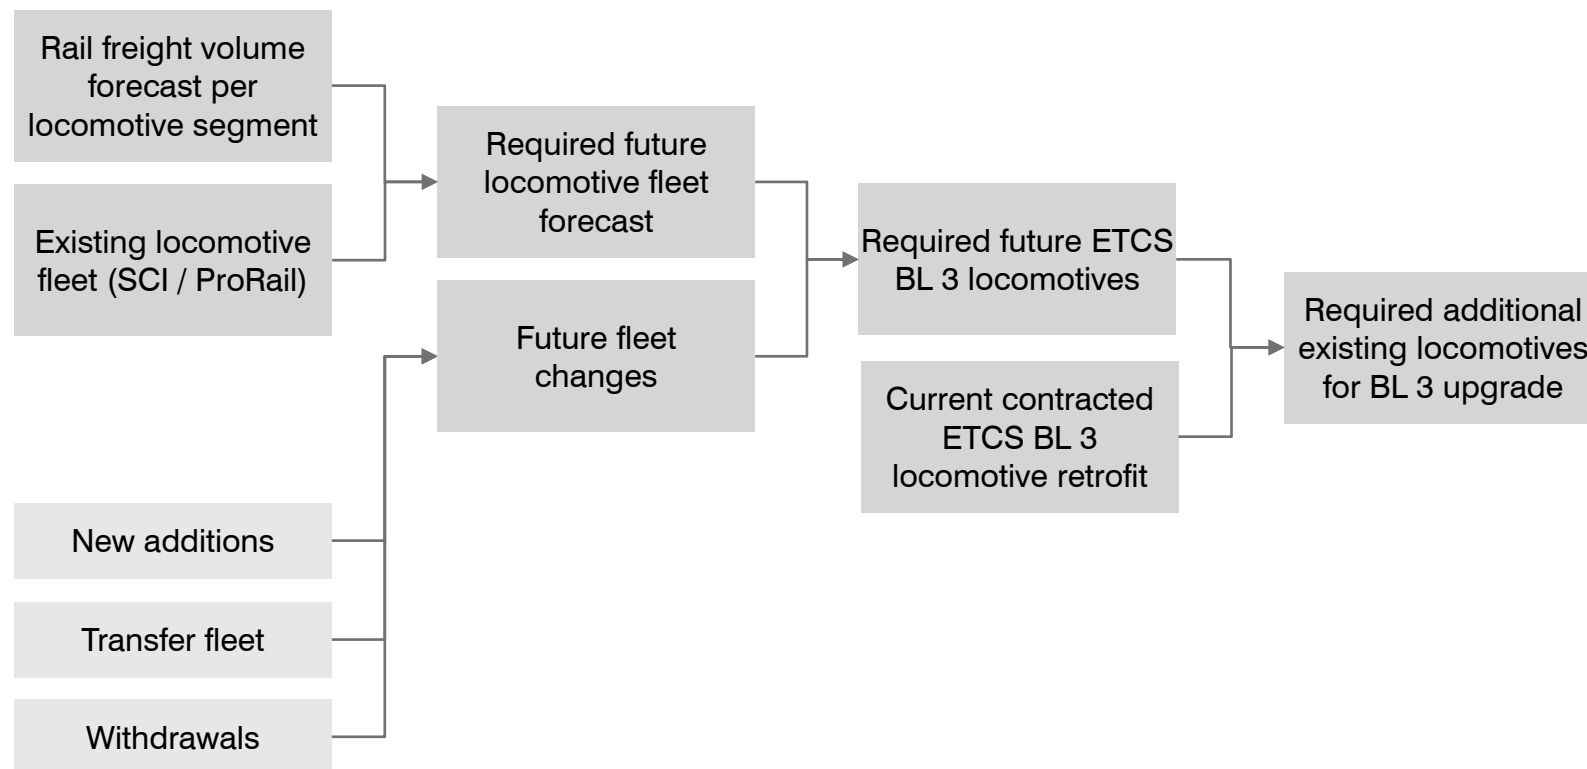 Rail freight volume
forecast per
locomotive segment
Existing locomotive
fleet (SCI / ProRail)
Required future
locomotive fleet
forecast
Future fleet
changes
New additions
Transfer fleet
Withdrawals
Required future ETCS
BL 3 locomotives
Current contracted
ETCS BL 3
locomotive retrofit
Required additional
existing locomotives
for BL 3 upgrade